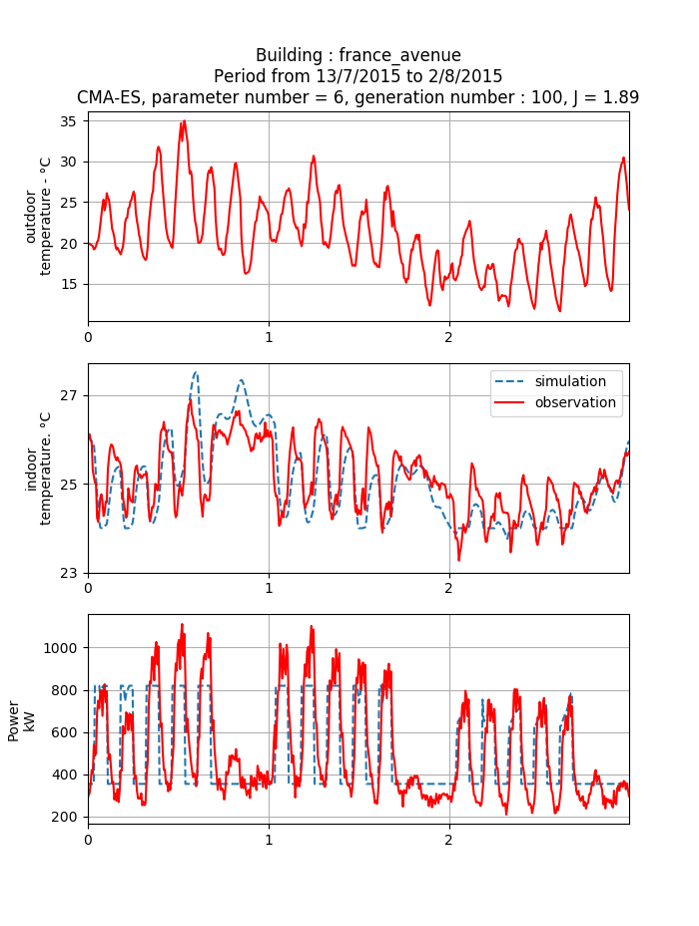 Building : france_avenue
Period from 13/7/2015 to 2/8/2015
CMA-ES, parameter number = 6, generation number : 100, J = 1.89
35
30
25
20
15
outdoor
temperature - °C
0 1 2
27
25
23
indoor
temperature. °C
simulation
observation
0 1 2
1000
800
600
400
200
Power
kW
0 1 2